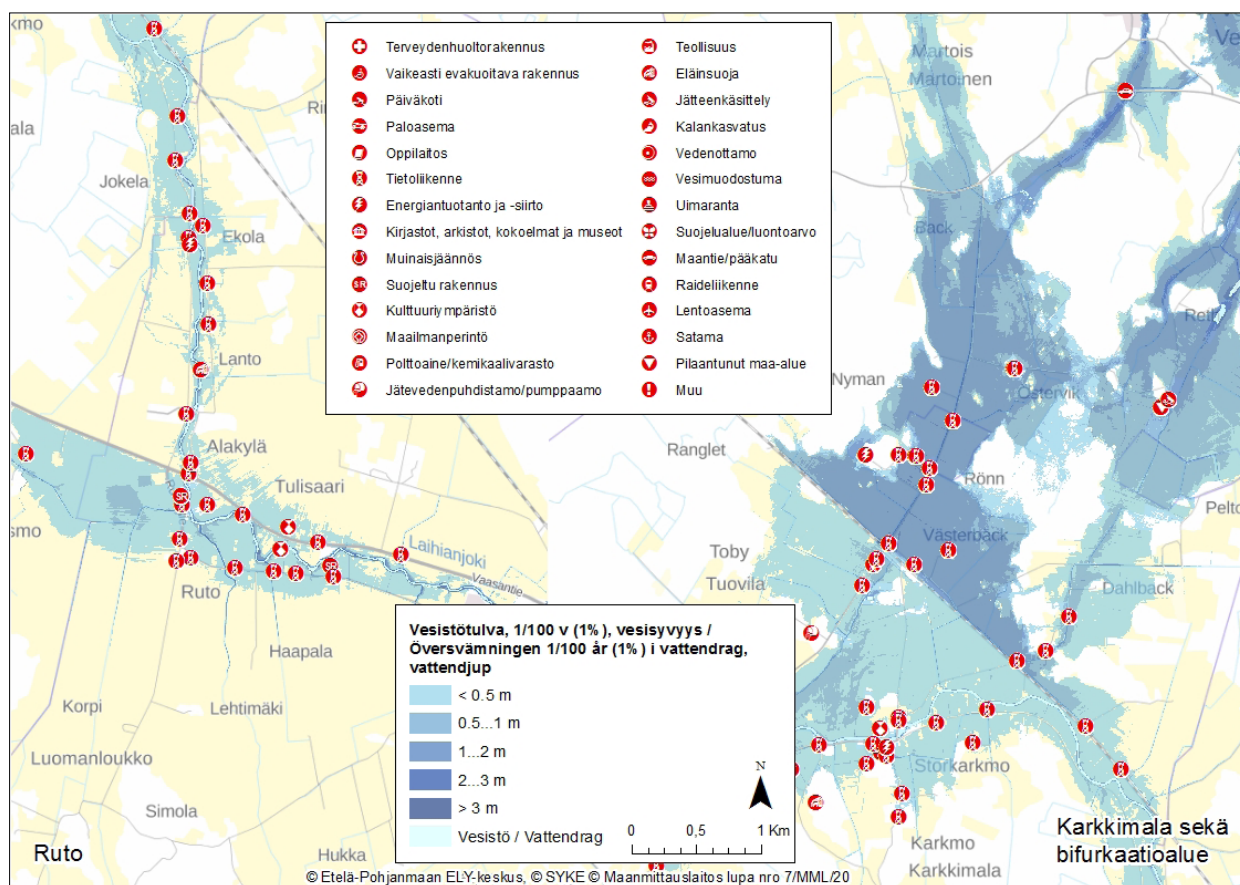 kmo
Jokela
Ekola
Lanto
Alakylä
Tulisaari
Laihianjoki
Vaasantie
Ruto
Haapala
Korpi
Lehtimäki
Luomanloukko
Simola
Hukka
Ruto
Terveydenhuoltorakennus
Vaikeasti evakuoitava rakennus
Päiväkoti
Paloasema
Oppilaitos
Tietoliikenne
Energiantuotanto ja -siirto
Kirjastot, arkistot, kokoelmat ja museot
Muinaisjäännös
SR Suojeltu rakennus
Kulttuuriympäristö
Maailmanperintö
Polttoaine/kemikaalivarasto
Jätevedenpuhdistamo/pumppaamo
Teollisuus
Eläinsuoja
Jätteenkäsittely
Kalankasvatus
Vedenottamo
Vesimuodostuma
Uimaranta
Suojelualue/luontoarvo
Maantie/pääkatu
Raideliikenne
Lentoasema
Satama
Pilaantunut maa-alue
Muu
SR
SR
Martois
Martoinen
Back
Nyman
Östervik
Ranglet
Rönn
Västerbäck
Toby
Tuovila
Dahlback
Storkarkmo
Karkmo
Karkkimala
Karkkimala sekä
bifurkaatioalue
Vesistötulva, 1/100 v (1%), vesisyvyys /
Översvämningen 1/100 år (1%) i vattendrag,
vattendjup
< 0.5 m
0.5...1 m
1...2 m
2...3 m
> 3 m
Vesistö / Vattendrag
N
0 0,5 1 Km
© Etelä-Pohjanmaan ELY-keskus, © SYKE © Maanmittauslaitos lupa nro 7/MML/20